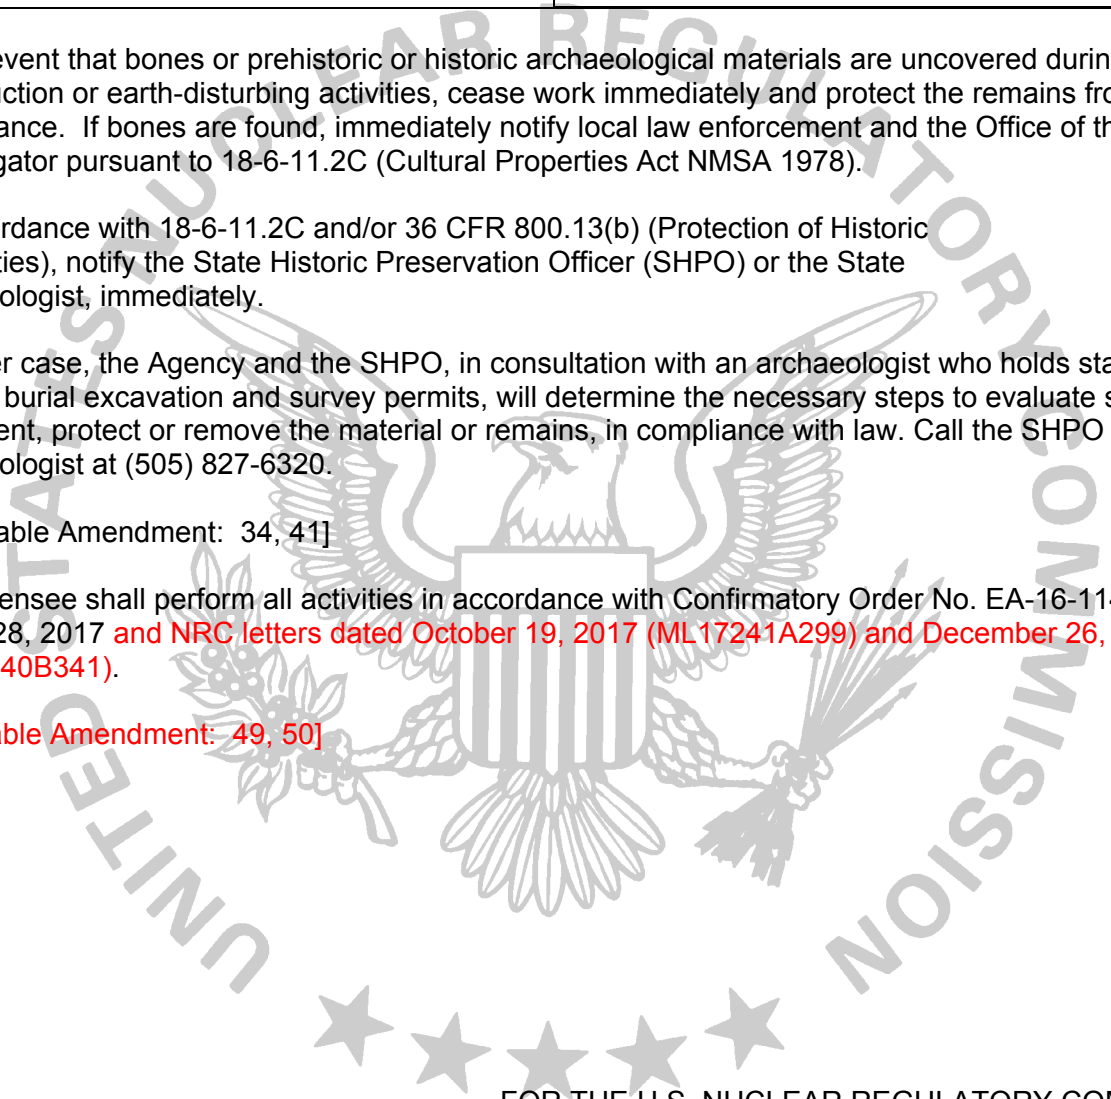 event that bones or prehistoric or historic archaeological materials are uncovered durin
uction or earth-disturbing activities, cease work immediately and protect the remains fro
ance.  If bones are found, immediately notify local law enforcement and the Office of th
gator pursuant to 18-6-11.2C (Cultural Properties Act NMSA 1978).
rdance with 18-6-11.2C and/or 36 CFR 800.13(b) (Protection of Historic
ties), notify the State Historic Preservation Officer (SHPO) or the State
ologist, immediately.
er case, the Agency and the SHPO, in consultation with an archaeologist who holds sta
burial excavation and survey permits, will determine the necessary steps to evaluate s
ent, protect or remove the material or remains, in compliance with law. Call the SHPO
ologist at (505) 827-6320.
able Amendment:  34, 41]
ensee shall perform all activities in accordance with Confirmatory Order No. EA-16-114
28, 2017 and NRC letters dated October 19, 2017 (ML17241A299) and December 26,
40B341).
able Amendment:  49, 50]
UNITED STATES NUCLEAR REGULATORY COMMISSION
FOR THE U.S. NUCLEAR REGULATORY COM